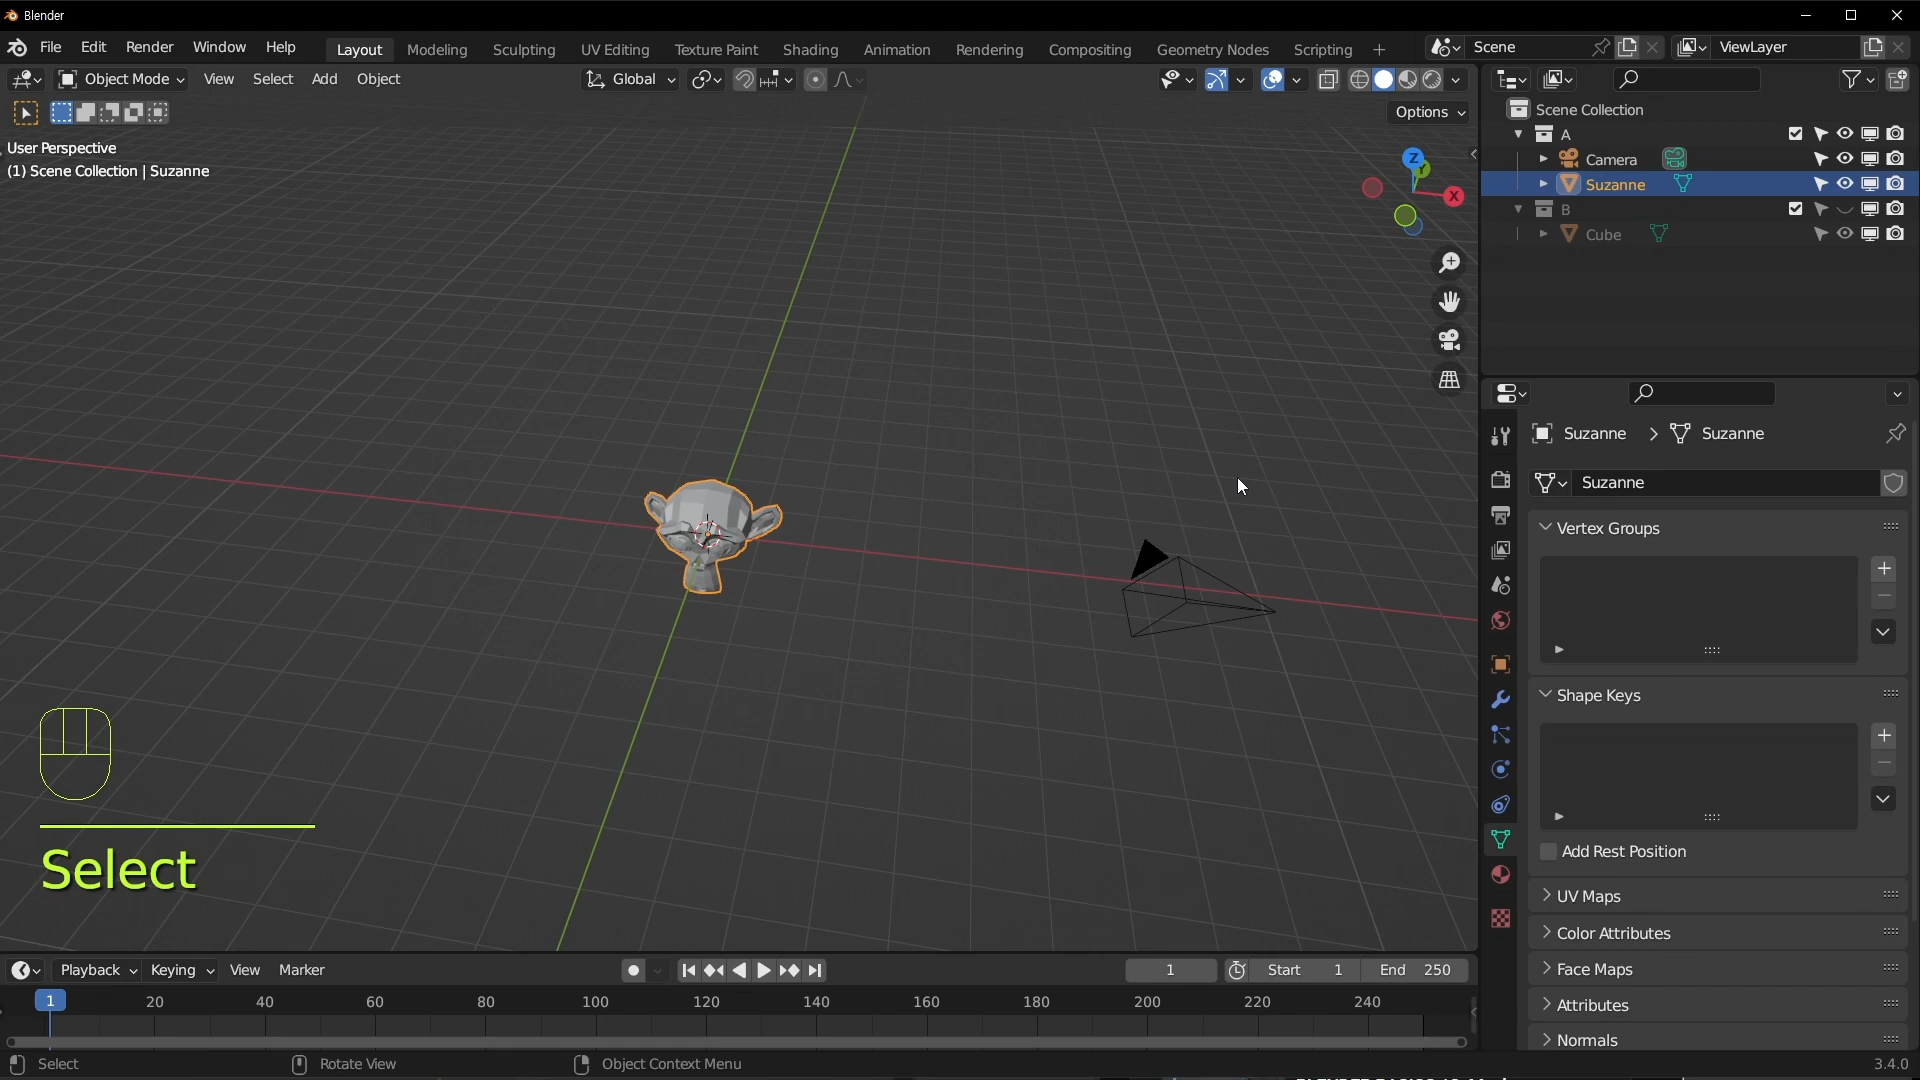 Blender
File Edit Render Window Help Layout Modeling Sculpting UV Editing Texture Paint Shading Animation Rendering Compositing Geometry Nodes Scripting + Scene ViewLayer
Object Mode View Select Add Object Global
Options
User Perspective
(1) Scene Collection | Suzanne
Z
X
Scene Collection
A
Camera
Suzanne
B
Cube
Suzanne > Suzanne
Suzanne
Vertex Groups
Shape Keys
Add Rest Position
UV Maps
Color Attributes
Face Maps
Attributes
Normals
Select
Playback Keying View Marker 1 Start 1 End 250
1 20 40 60 80 100 120 140 160 180 200 220 240
Select Rotate View Object Context Menu 3.4.0